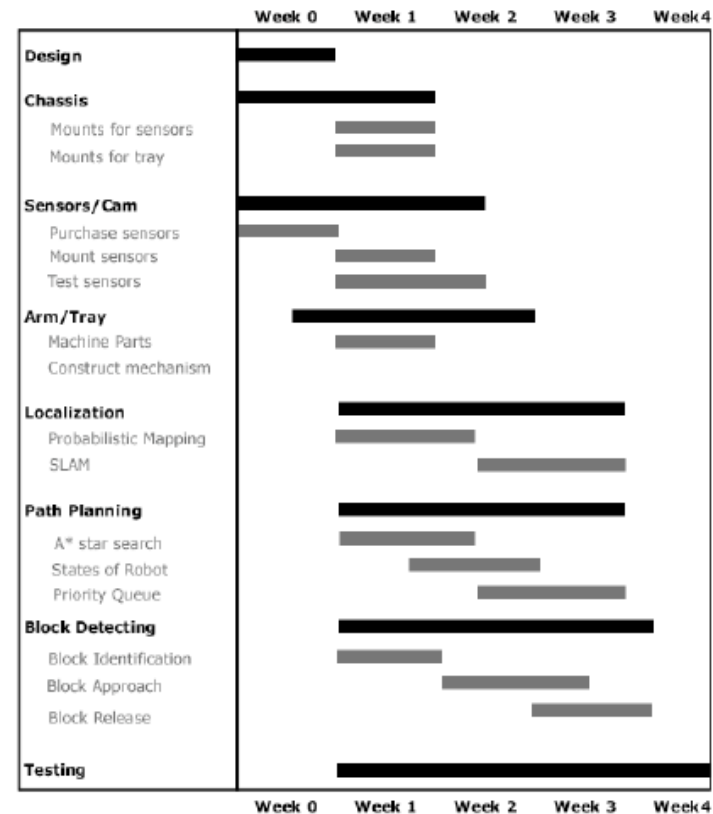 Week 0 Week 1 Week 2 Week 3 Week4
Design
Chassis
Mounts for sensors
Mounts for tray
Sensors/Cam
Purchase sensors
Mount sensors
Test sensors
Arm/Tray
Machine Parts
Construct mechanism
Localization
Probabilistic Mapping
SLAM
Path Planning
A* star search
States of Robot
Priority Queue
Block Detecting
Block Identification
Block Approach
Block Release
Testing
Week 0 Week 1 Week 2 Week 3 Week4